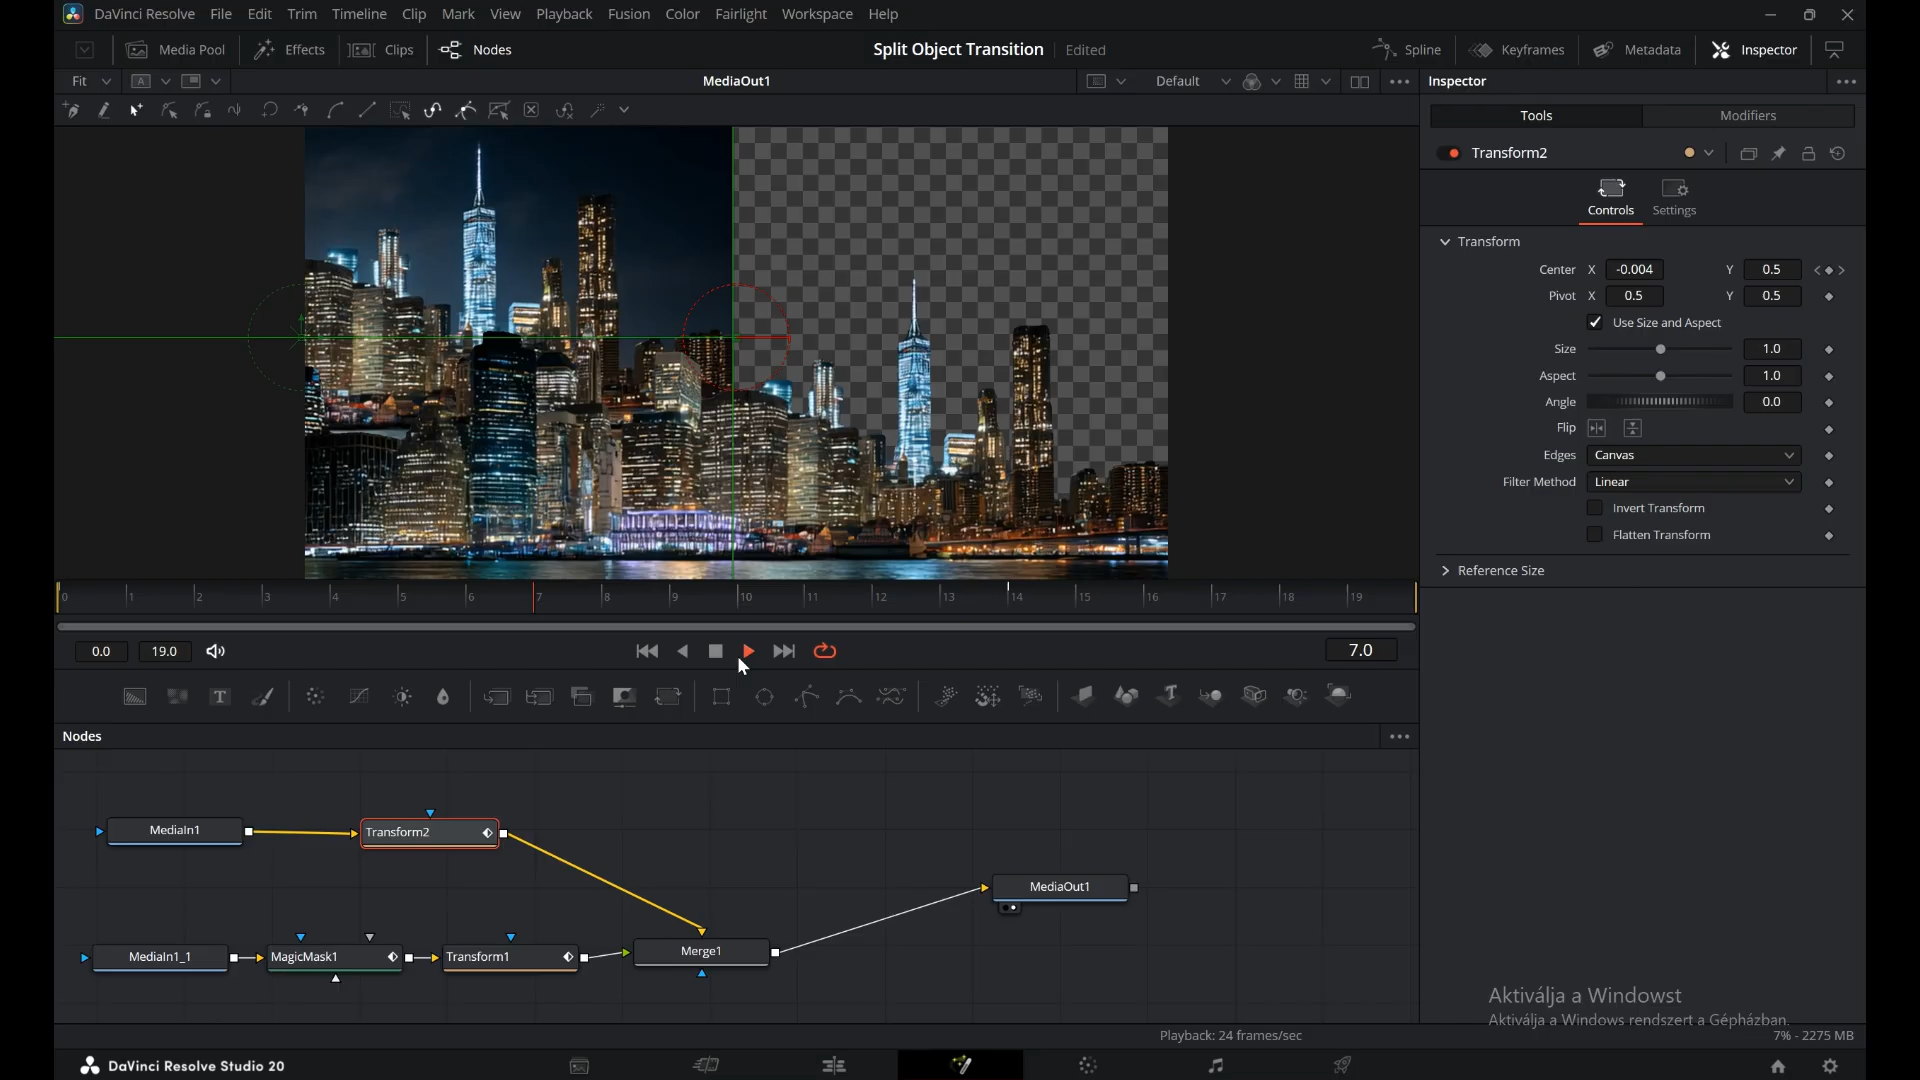 DaVinci Resolve File Edit Trim Timeline Clip Mark View Playback Fusion Color Fairlight Workspace Help
Media Pool Effects Clips Nodes Split Object Transition Edited Spline Keyframes Metadata Inspector
Fit A MediaOut1 Default Inspector
Tools Modifiers
Transform2
Controls Settings
Transform
Center X -0.004 Y 0.5
Pivot X 0.5 Y 0.5
Use Size and Aspect
Size 1.0
Aspect 1.0
Angle 0.0
Flip
Edges Canvas
Filter Method Linear
Invert Transform
Flatten Transform
Reference Size
0 1 2 3 4 5 6 7 8 9 10 11 12 13 14 15 16 17 18 19
0.0 19.0 7.0
T T
Nodes
MediaIn1 Transform2
MediaOut1
MediaIn1_1 MagicMask1 Transform1 Merge1
Aktiválja a Windowst
Aktiválja a Windows rendszert a Gépházban.
Playback: 24 frames/sec 7% - 2275 MB
DaVinci Resolve Studio 20